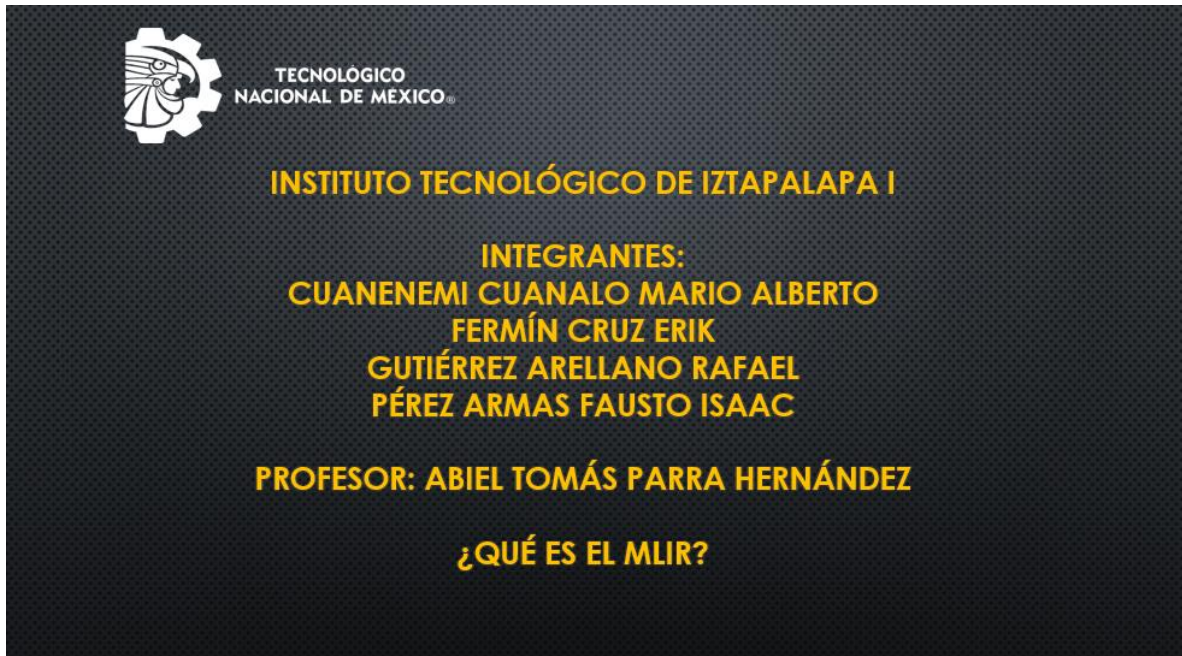 TECNOLÓGICO
NACIONAL DE MÉXICO®
INSTITUTO TECNOLÓGICO DE IZTAPALAPA I
INTEGRANTES:
CUANENEMI CUANALO MARIO ALBERTO
FERMÍN CRUZ ERIK
GUTIÉRREZ ARELLANO RAFAEL
PÉREZ ARMAS FAUSTO ISAAC
PROFESOR: ABIEL TOMÁS PARRA HERNÁNDEZ
¿QUÉ ES EL MLIR?